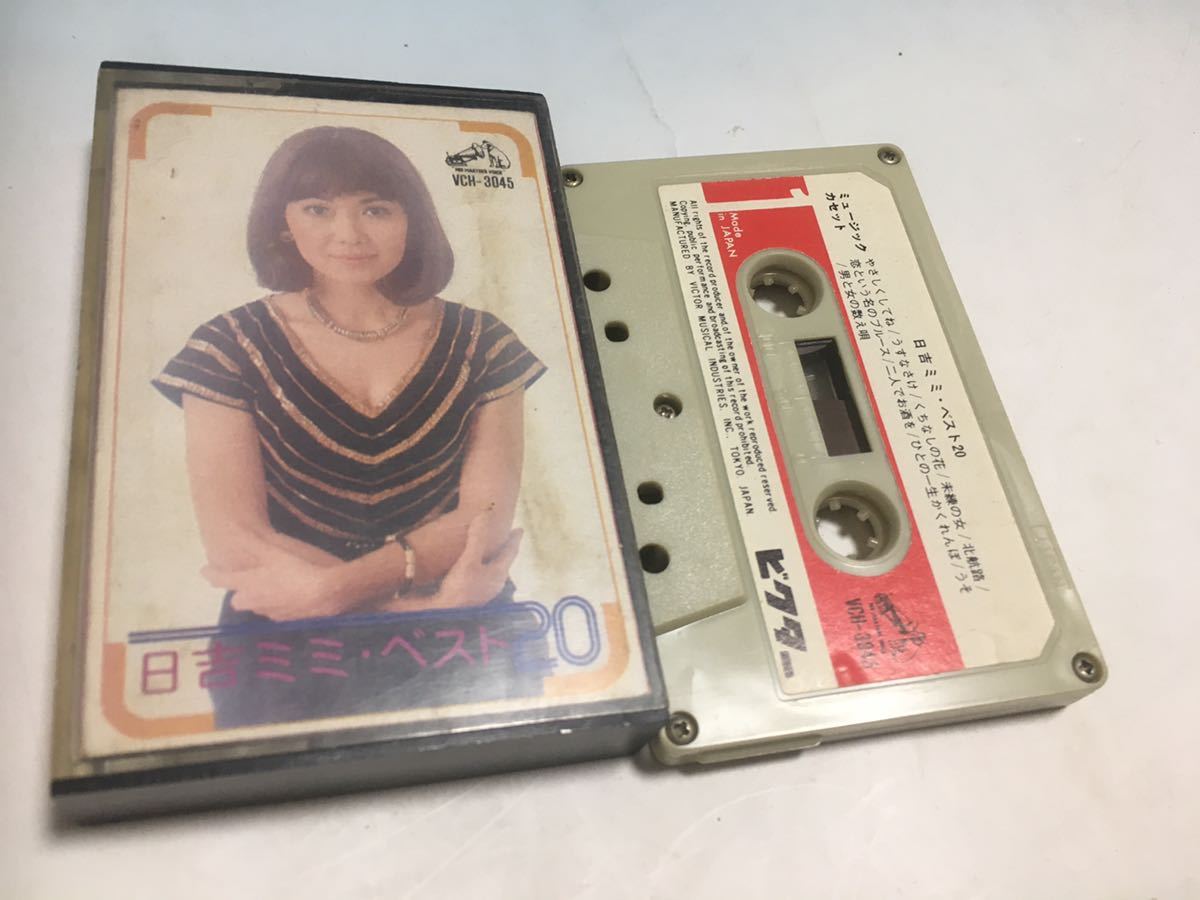 HIS MASTER'S VOICE
VCH-3045
日吉ミミ・ベスト20
1
Made
in JAPAN
ミュージック
カセット
日吉ミミ・ベスト20
やさしくしてね/うすなさけ/くちなしの花/未練の女/北航路/
恋という名のブルース/二人でお酒を/ひとの一生かくれんぼ/うそ
/男と女の数え唄
All rights of the record producer and of the owner of the work reproduced reserved
Copying, public performance and broadcasting of this record prohibited.
MANUFACTURED BY VICTOR MUSICAL INDUSTRIES, INC., TOKYO JAPAN
ビクター
VCH-3045